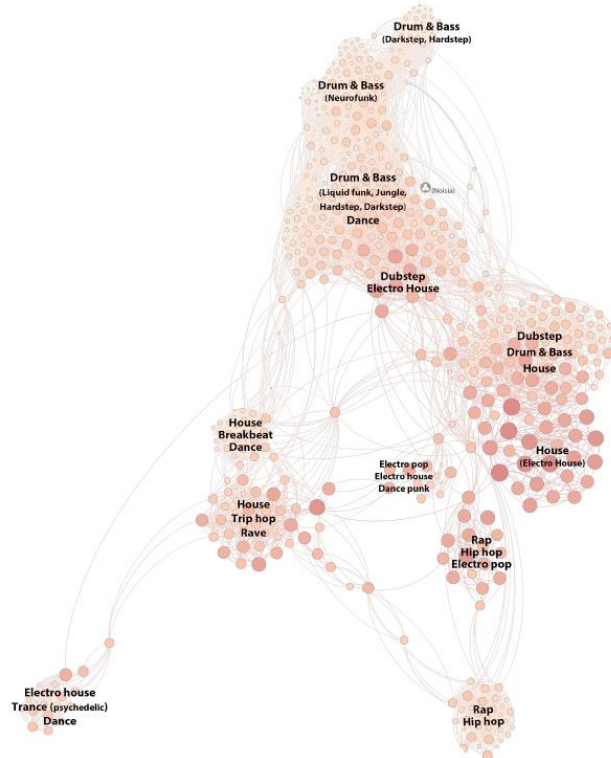 Drum & Bass
(Darkstep, Hardstep)
Drum & Bass
(Neurofunk)
Drum & Bass
(Liquid funk, Jungle,
Hardstep, Darkstep)
Dance
(Noisia)
Dubstep
Electro House
Dubstep
Drum & Bass
House
House
Breakbeat
Dance
House
(Electro House)
Electro pop
Electro house
Dance punk
House
Trip hop
Rave
Rap
Hip hop
Electro pop
Electro house
Trance (psychedelic)
Dance
Rap
Hip hop